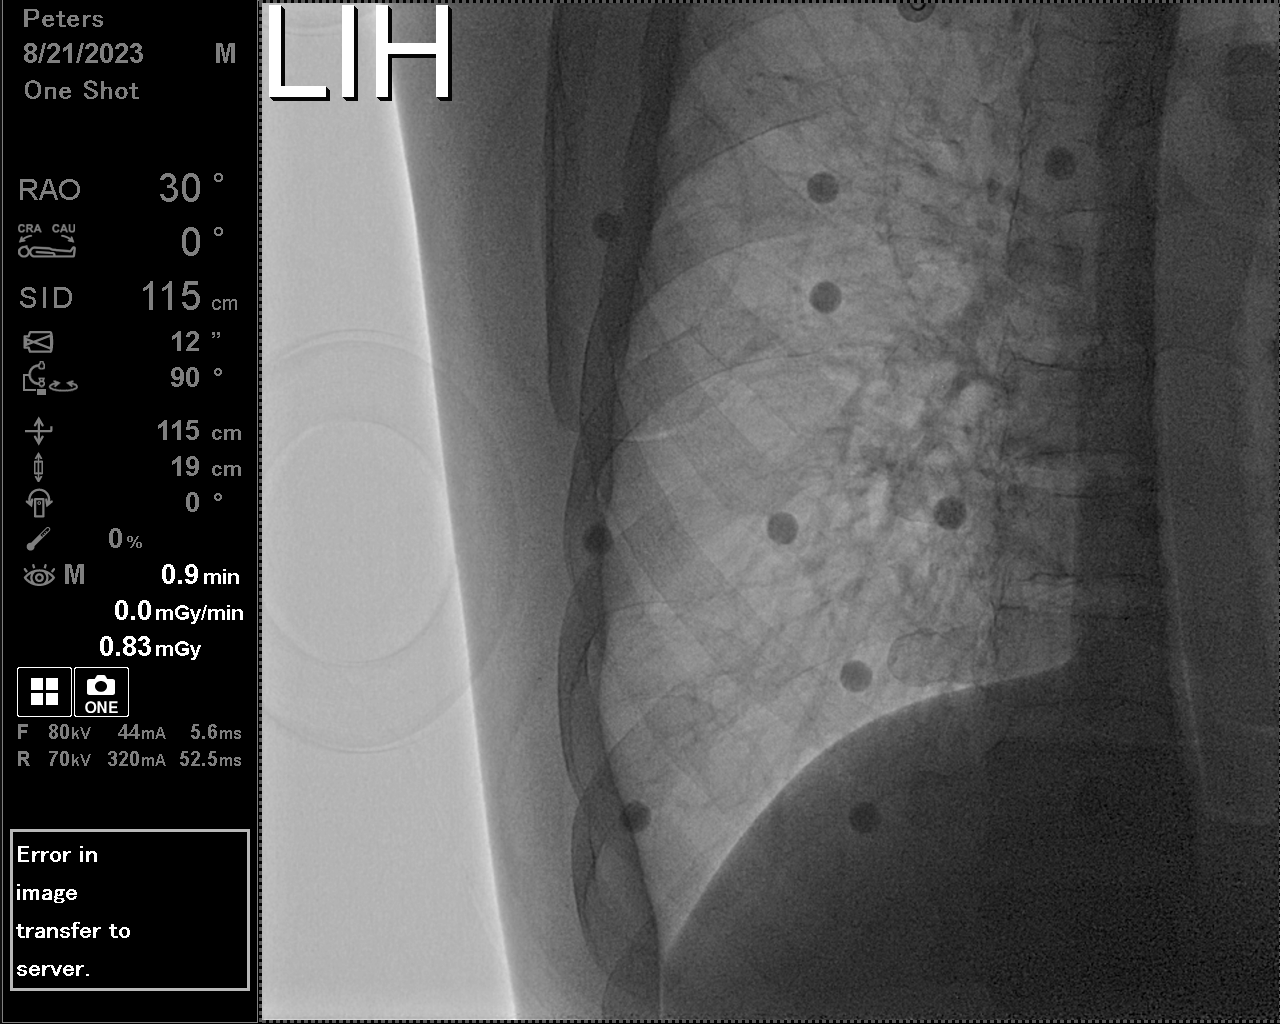 Peters
8/21/2023 M
One Shot
LIH
RAO 30 °
CRA CAU 0 °
SID 115 cm
12 ”
90 °
115 cm
19 cm
0 °
0 %
M 0.9 min
0.0 mGy/min
0.83 mGy
ONE
F 80kV 44mA 5.6ms
R 70kV 320mA 52.5ms
Error in
image
transfer to
server.